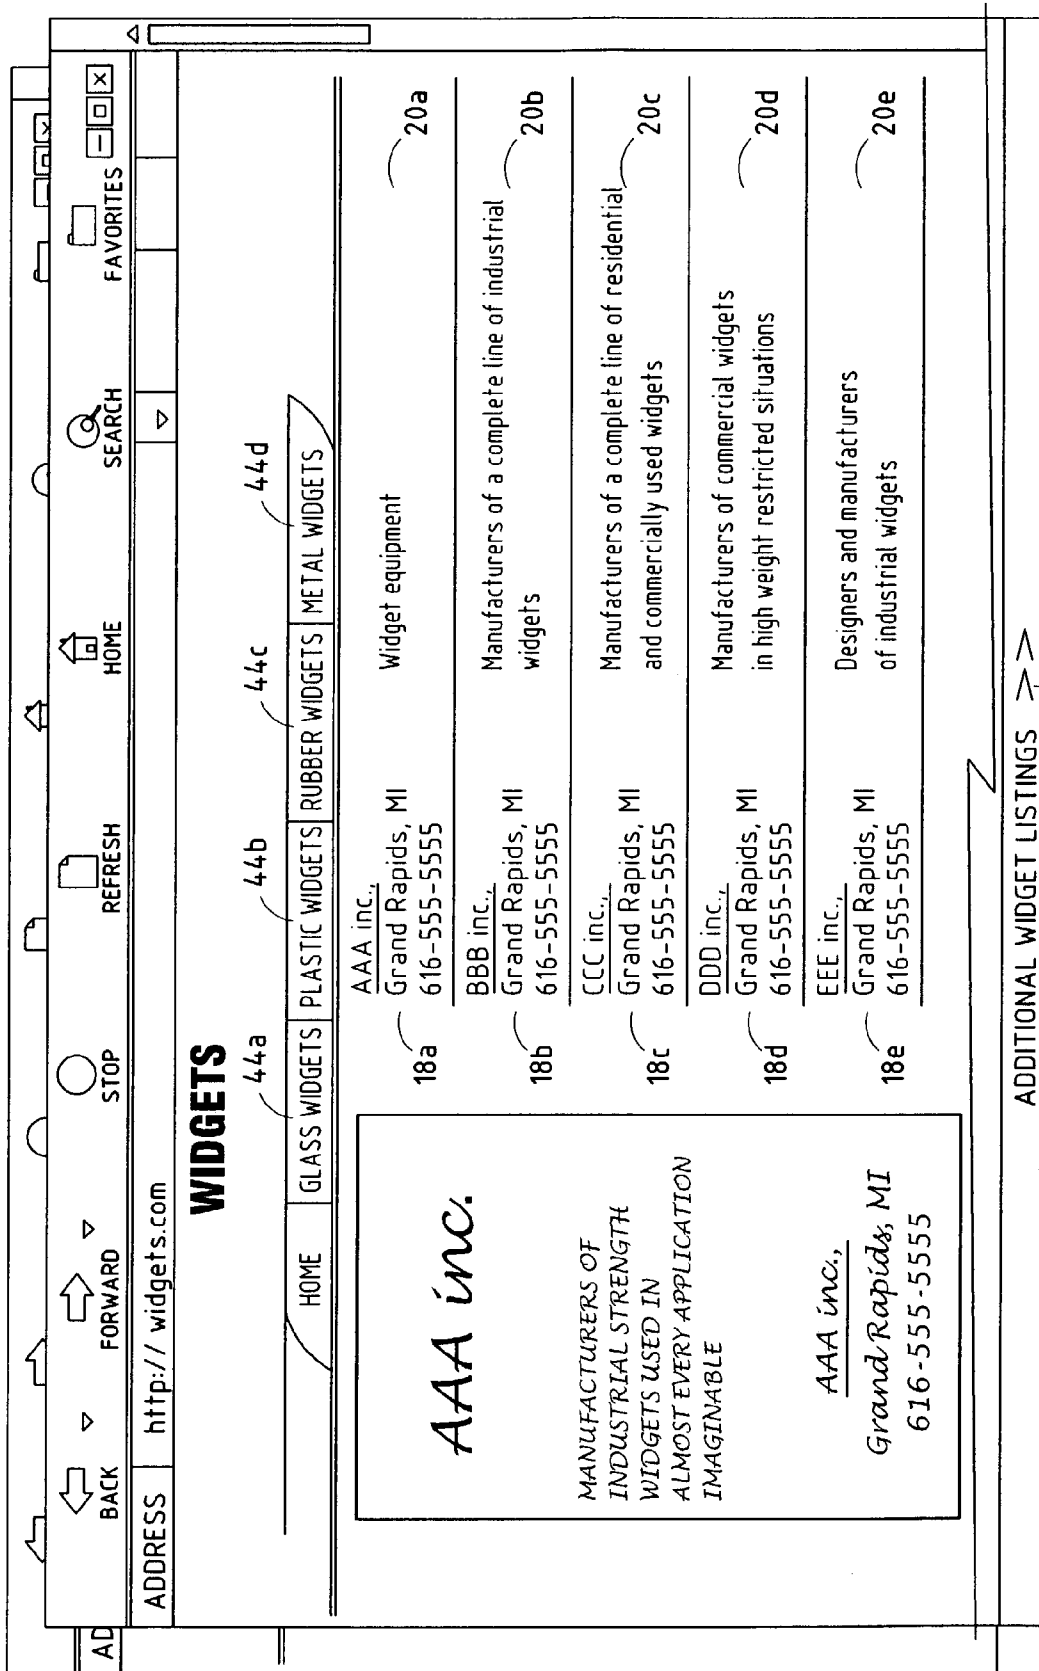 BACK FORWARD STOP REFRESH HOME SEARCH FAVORITES
AD
ADDRESS http:// widgets.com
WIDGETS
44a 44b 44c 44d
HOME GLASS WIDGETS PLASTIC WIDGETS RUBBER WIDGETS METAL WIDGETS
AAA inc.
MANUFACTURERS OF
INDUSTRIAL STRENGTH
WIDGETS USED IN
ALMOST EVERY APPLICATION
IMAGINABLE
AAA inc.,
Grand Rapids, MI
616-555-5555
18a
AAA inc.,
Grand Rapids, MI
616-555-5555
Widget equipment
20a
18b
BBB inc.,
Grand Rapids, MI
616-555-5555
Manufacturers of a complete line of industrial
widgets
20b
18c
CCC inc.,
Grand Rapids, MI
616-555-5555
Manufacturers of a complete line of residential
and commercially used widgets
20c
18d
DDD inc.,
Grand Rapids, MI
616-555-5555
Manufacturers of commercial widgets
in high weight restricted situations
20d
18e
EEE inc.,
Grand Rapids, MI
616-555-5555
Designers and manufacturers
of industrial widgets
20e
ADDITIONAL WIDGET LISTINGS >>